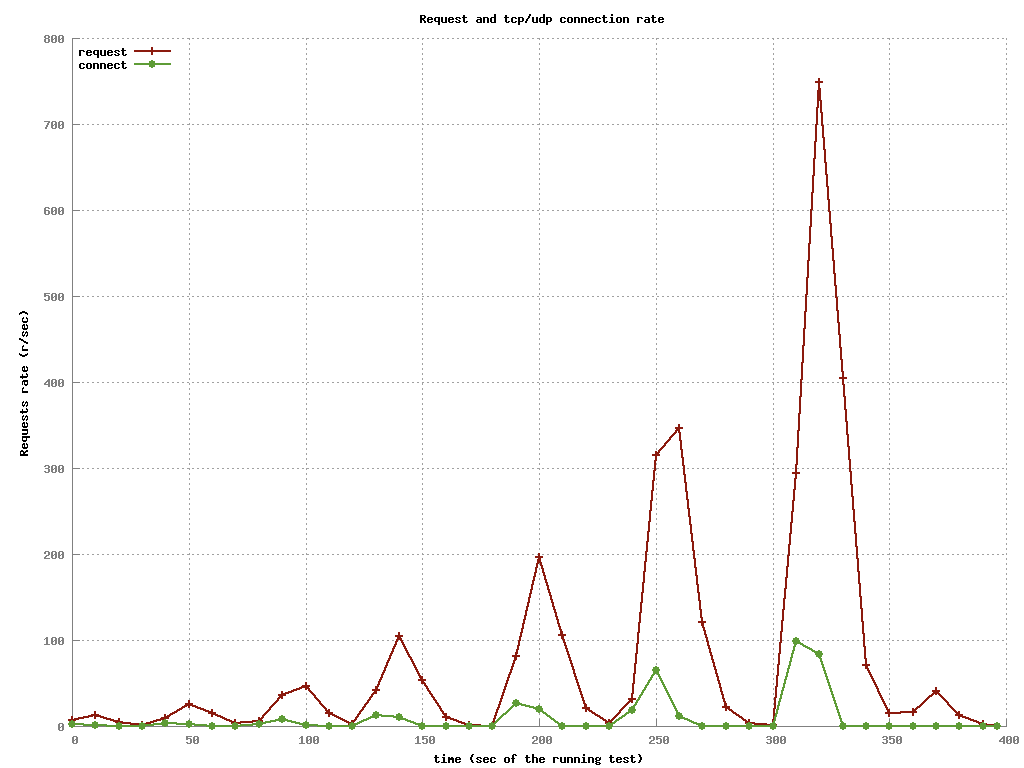 Request and tcp/udp connection rate
800
request
connect
700
600
500
400
300
200
100
0
Requests rate (r/sec)
0 50 100 150 200 250 300 350 400
time (sec of the running test)